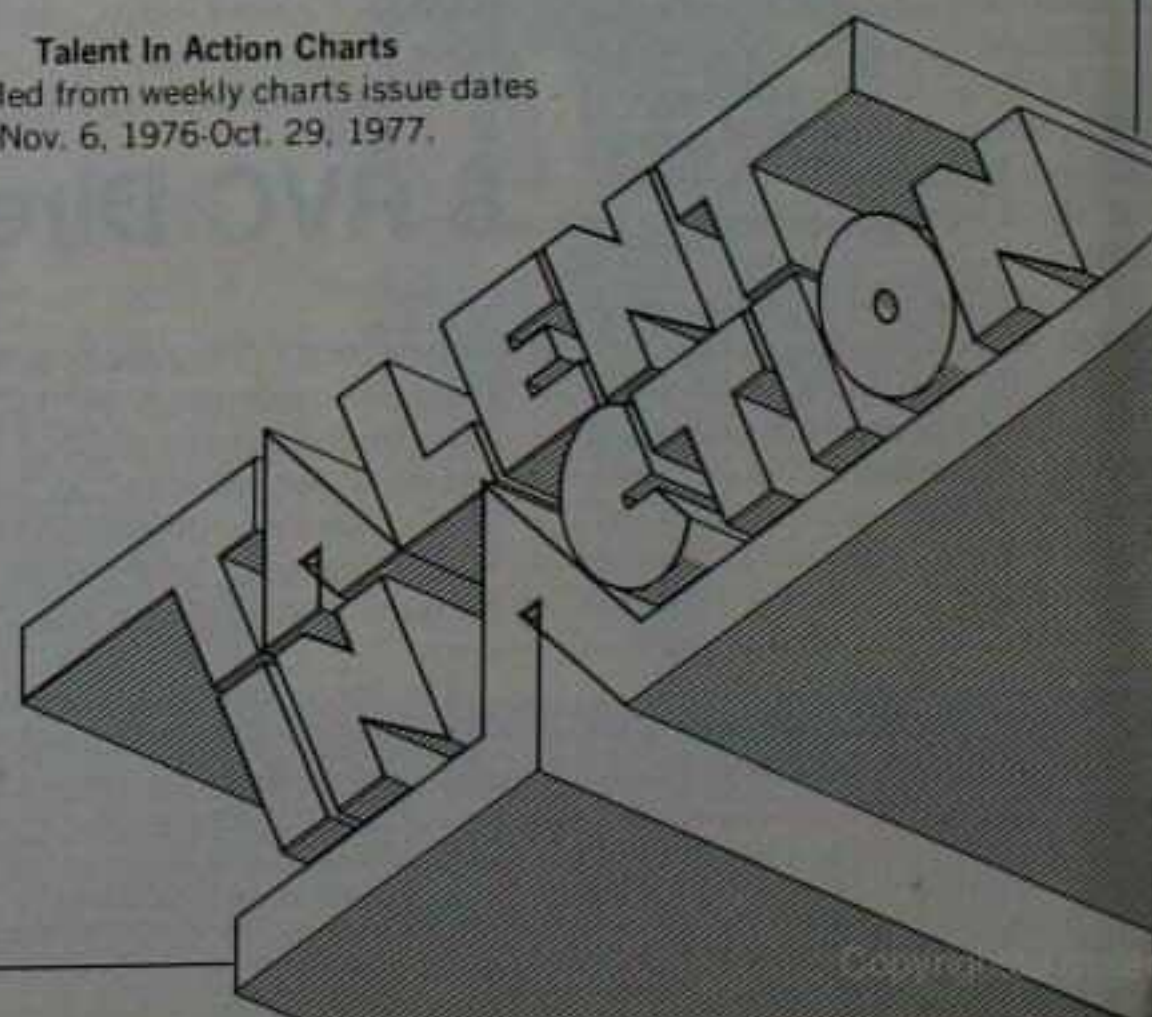 Talent In Action Charts
led from weekly charts issue dates
Nov. 6, 1976-Oct. 29, 1977.
TALENT
IN ACTION